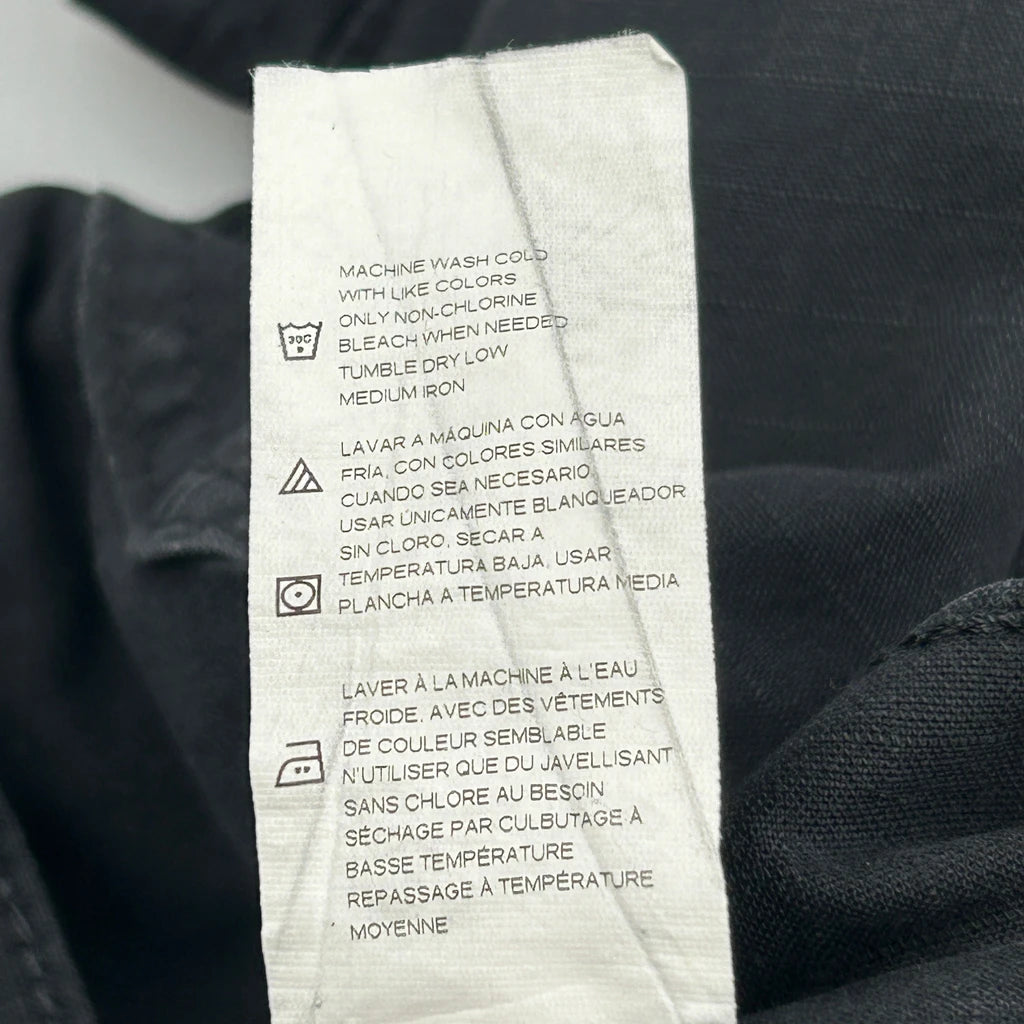 MACHINE WASH COLD
WITH LIKE COLORS
ONLY NON-CHLORINE
BLEACH WHEN NEEDED
TUMBLE DRY LOW
MEDIUM IRON
30C
LAVAR A MÁQUINA CON AGUA
FRÍA, CON COLORES SIMILARES
CUANDO SEA NECESARIO
USAR ÚNICAMENTE BLANQUEADOR
SIN CLORO, SECAR A
TEMPERATURA BAJA, USAR
PLANCHA A TEMPERATURA MEDIA
LAVER À LA MACHINE À L'EAU
FROIDE, AVEC DES VÊTEMENTS
DE COULEUR SEMBLABLE
N'UTILISER QUE DU JAVELLISANT
SANS CHLORE AU BESOIN
SÉCHAGE PAR CULBUTAGE À
BASSE TEMPÉRATURE
REPASSAGE À TEMPÉRATURE
MOYENNE